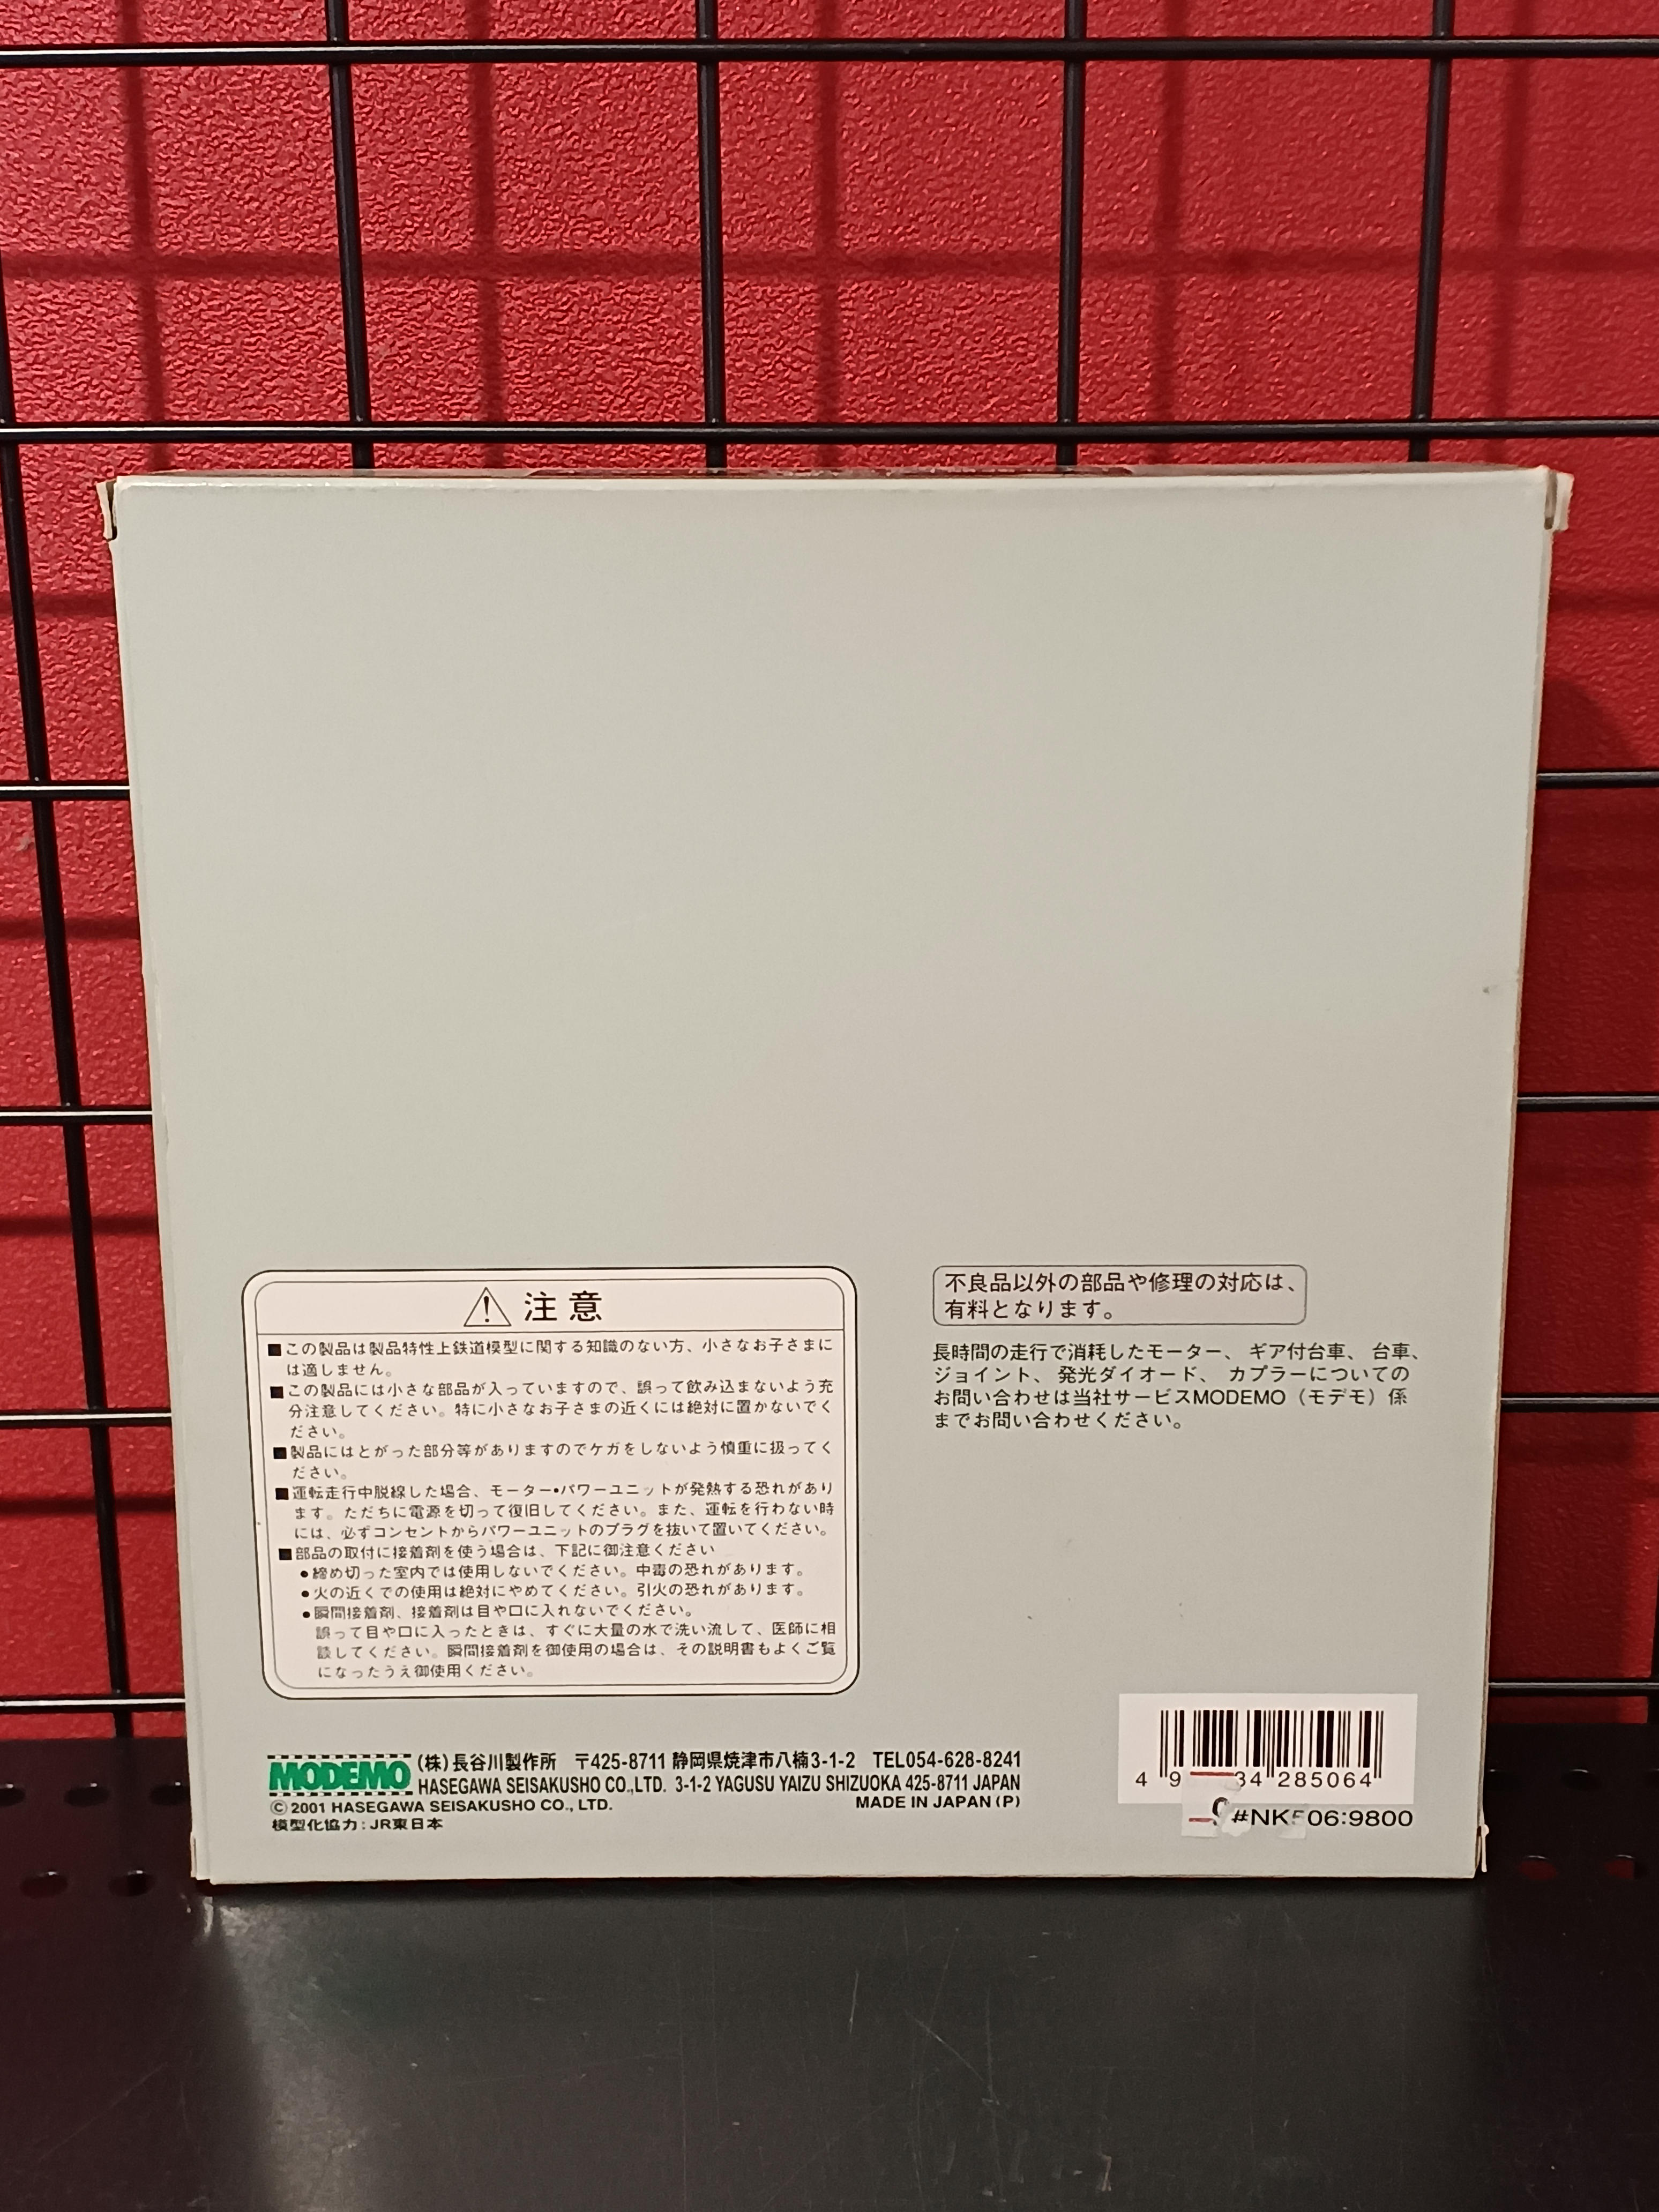 ⚠ 注意
■この製品は製品特性上鉄道模型に関する知識のない方、小さなお子さまに
は適しません。
■この製品には小さな部品が入っていますので、誤って飲み込まないよう充
分注意してください。特に小さなお子さまの近くには絶対に置かないでく
ださい。
■製品にはとがった部分等がありますのでケガをしないよう慎重に扱ってく
ださい。
■運転走行中脱線した場合、モーター・パワーユニットが発熱する恐れがあり
ます。ただちに電源を切って復旧してください。また、運転を行わない時
には、必ずコンセントからパワーユニットのプラグを抜いて置いてください。
■部品の取付に接着剤を使う場合は、下記に御注意ください
●締め切った室内では使用しないでください。中毒の恐れがあります。
●火の近くでの使用は絶対にやめてください。引火の恐れがあります。
●瞬間接着剤、接着剤は目や口に入れないでください。
誤って目や口に入ったときは、すぐに大量の水で洗い流して、医師に相
談してください。瞬間接着剤を御使用の場合は、その説明書もよくご覧
になったうえ御使用ください。
不良品以外の部品や修理の対応は、
有料となります。
長時間の走行で消耗したモーター、ギア付台車、台車、
ジョイント、発光ダイオード、カプラーについての
お問い合わせは当社サービスMODEMO（モデモ）係
までお問い合わせください。
MODEMO
(株)長谷川製作所 〒425-8711 静岡県焼津市八楠3-1-2 TEL054-628-8241
HASEGAWA SEISAKUSHO CO.,LTD. 3-1-2 YAGUSU YAIZU SHIZUOKA 425-8711 JAPAN
©2001 HASEGAWA SEISAKUSHO CO., LTD. MADE IN JAPAN (P)
模型化協力：JR東日本
4 9 34 285064
#NK506:9800